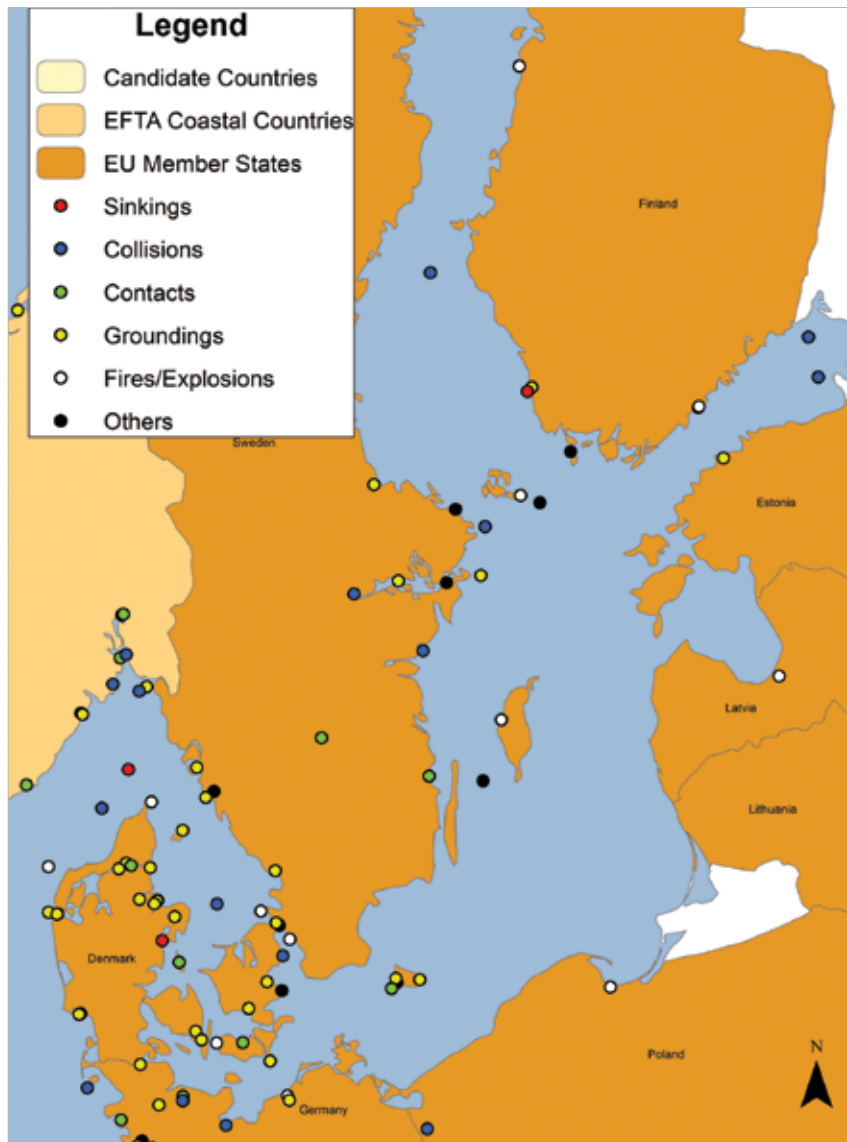 Legend
Candidate Countries
EFTA Coastal Countries
EU Member States
Sinkings
Collisions
Contacts
Groundings
Fires/Explosions
Others
Finland
Sweden
Estonia
Latvia
Lithuania
Denmark
Poland
Germany
N